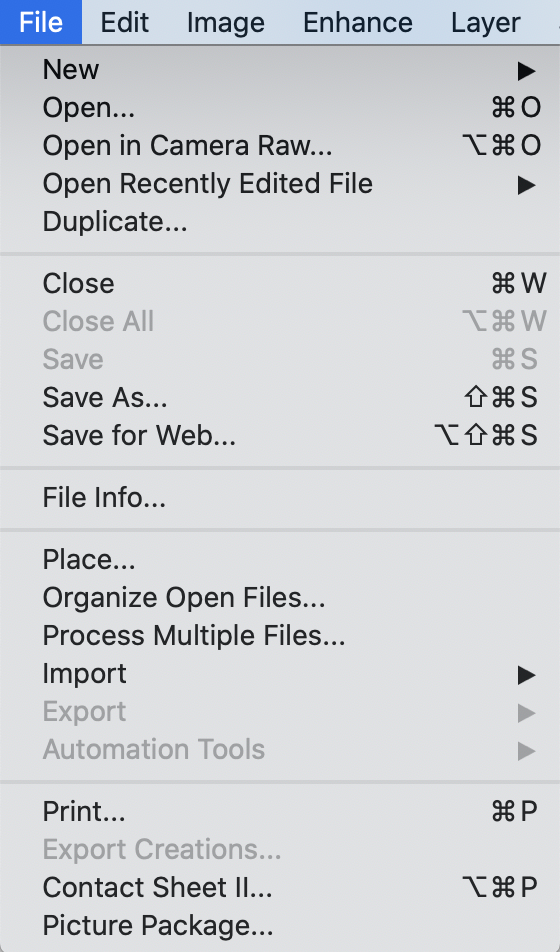 File Edit Image Enhance Layer
New ▶
Open... ⌘O
Open in Camera Raw... ⌥⌘O
Open Recently Edited File ▶
Duplicate...
Close ⌘W
Close All ⌥⌘W
Save ⌘S
Save As... ⇧⌘S
Save for Web... ⌥⇧⌘S
File Info...
Place...
Organize Open Files...
Process Multiple Files...
Import ▶
Export ▶
Automation Tools ▶
Print... ⌘P
Export Creations...
Contact Sheet II... ⌥⌘P
Picture Package...